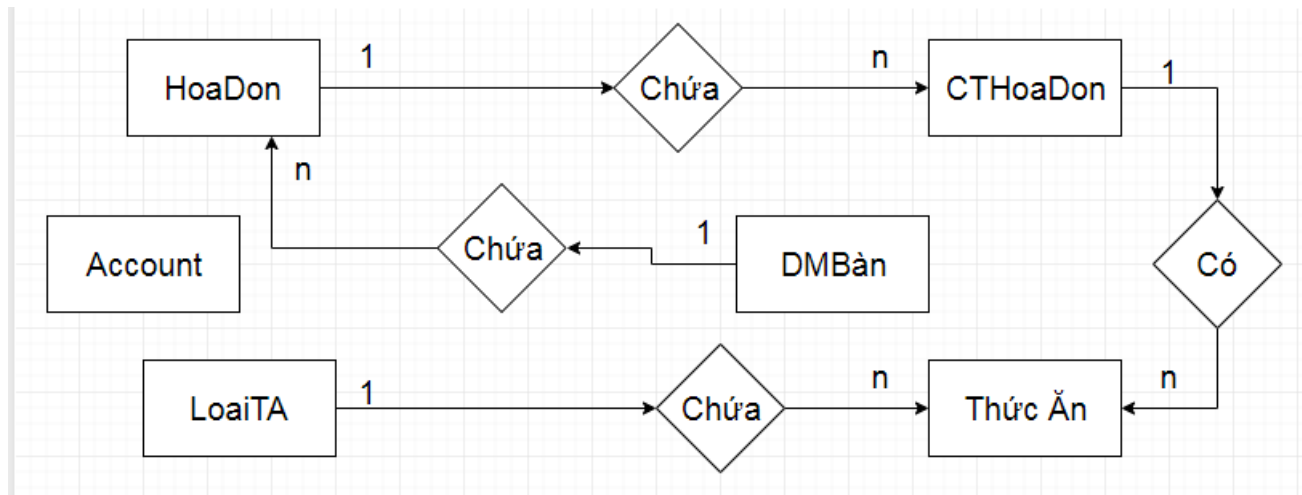 HoaDon
1
Chứa
n
CTHoaDon
1
n
Account
Chứa
1
DMBàn
Có
LoaiTA
1
Chứa
n
Thức Ăn
n